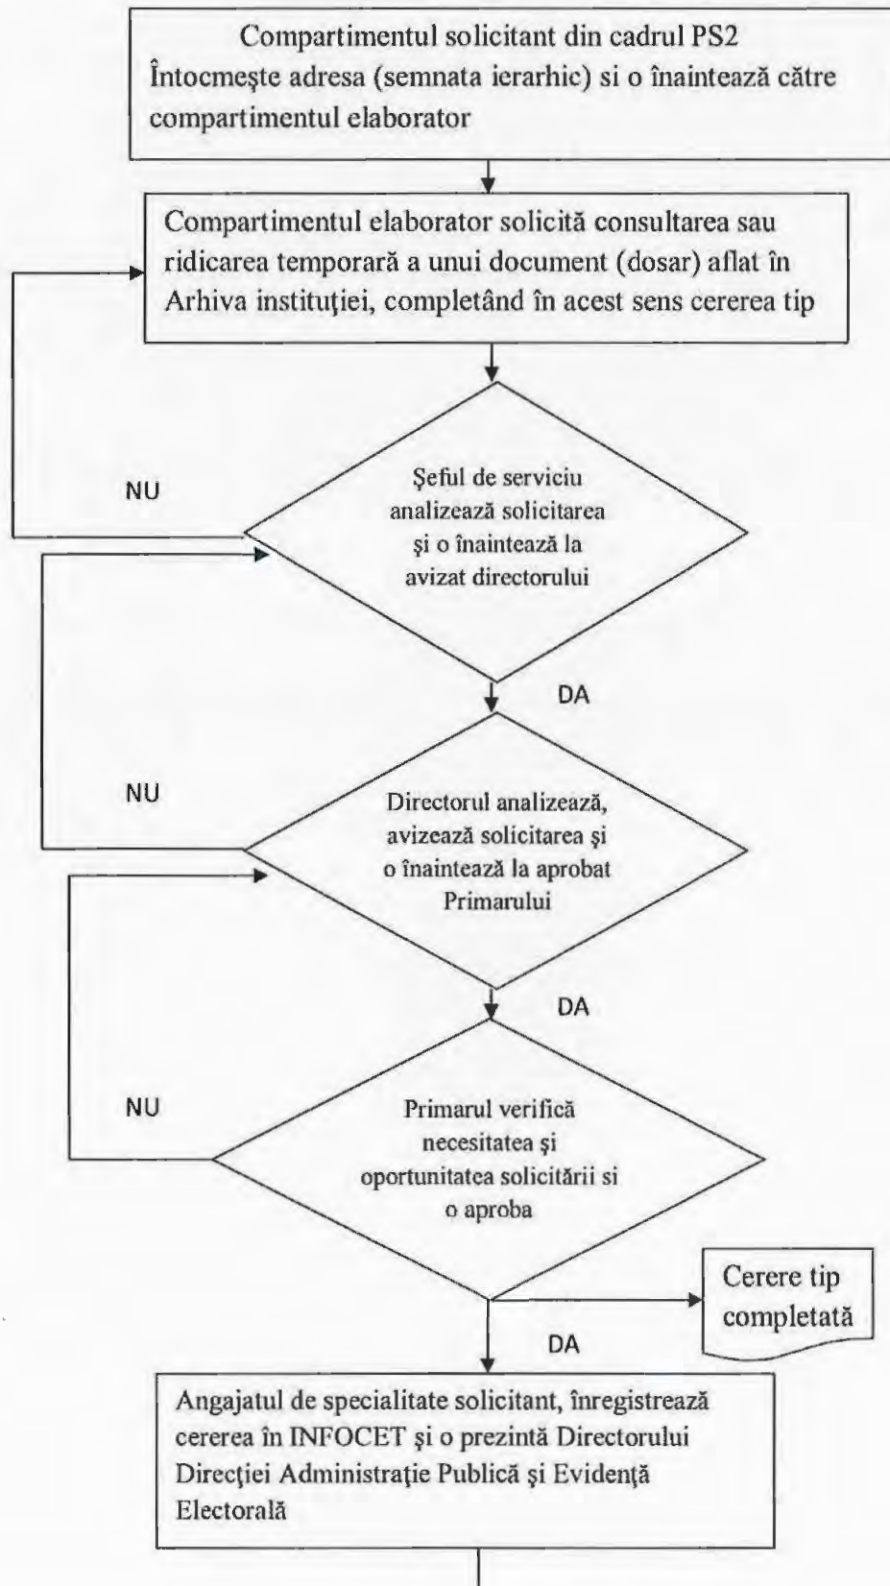 Compartimentul solicitant din cadrul PS2
Întocmeşte adresa (semnata ierarhic) si o înaintează către
compartimentul elaborator
Compartimentul elaborator solicită consultarea sau
ridicarea temporară a unui document (dosar) aflat în
Arhiva instituţiei, completând în acest sens cererea tip
NU
Şeful de serviciu
analizează solicitarea
şi o înaintează la
avizat directorului
DA
NU
Directorul analizează,
avizează solicitarea şi
o înaintează la aprobat
Primarului
DA
NU
Primarul verifică
necesitatea şi
oportunitatea solicitării si
o aproba
Cerere tip
completată
DA
Angajatul de specialitate solicitant, înregistrează
cererea în INFOCET şi o prezintă Directorului
Direcţiei Administraţie Publică şi Evidenţă
Electorală